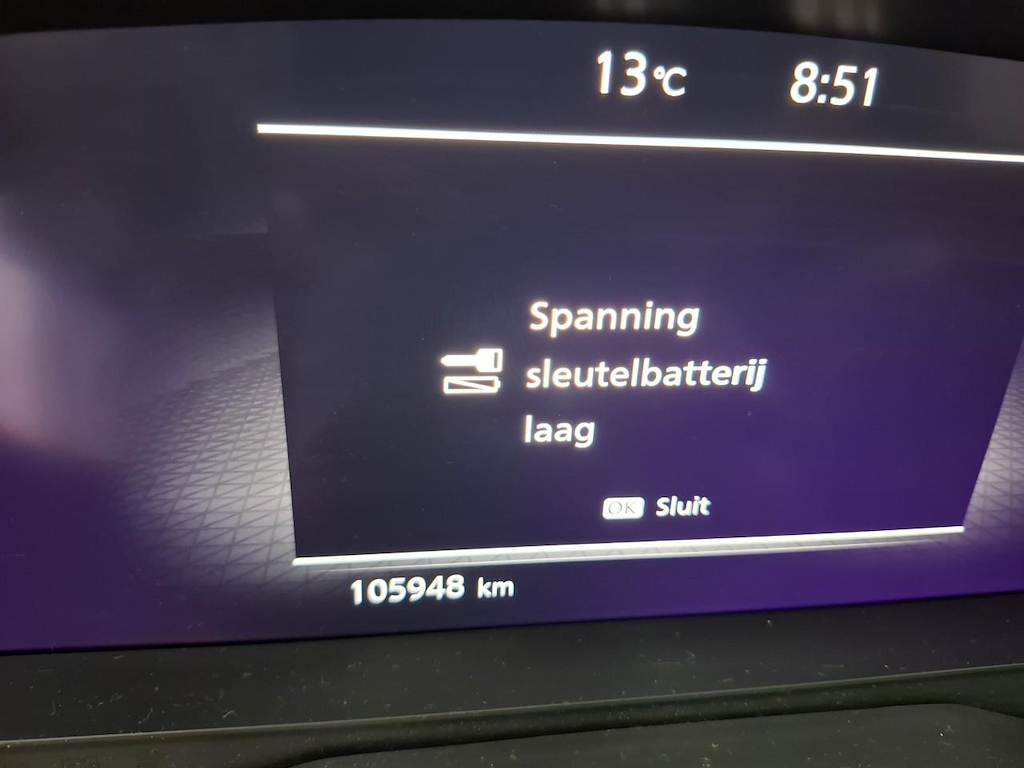 13°C 8:51
Spanning
sleutelbatterij
laag
OK Sluit
105948 km